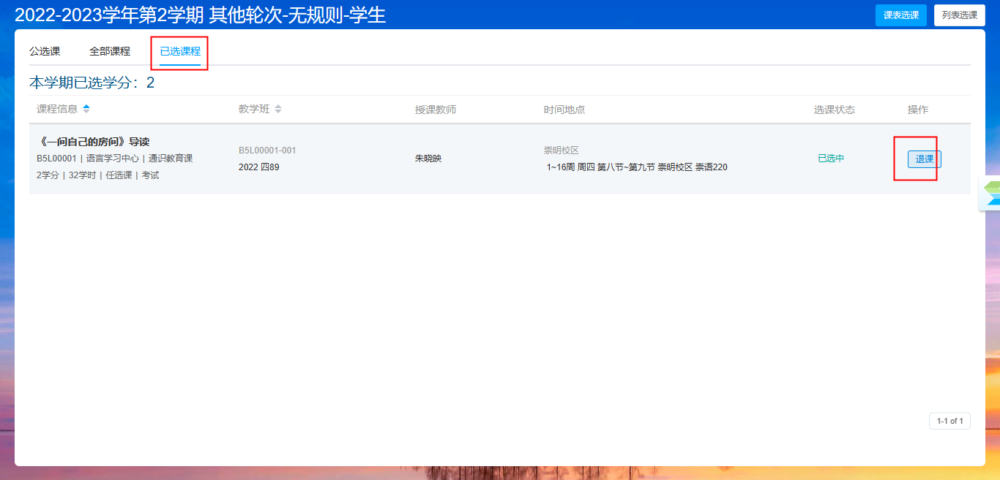 2022-2023学年第2学期 其他轮次-无规则-学生
课表选课 列表选课
公选课 全部课程 已选课程
本学期已选学分：2
课程信息 教学班 授课教师 时间地点 选课状态 操作
《一间自己的房间》导读
B5L00001 | 语言学习中心 | 通识教育课
2学分 | 32学时 | 任选课 | 考试
B5L00001-001
2022 四89
朱晓映
崇明校区
1~16周 周四 第八节~第九节 崇明校区 崇语220
已选中
退课
1-1 of 1